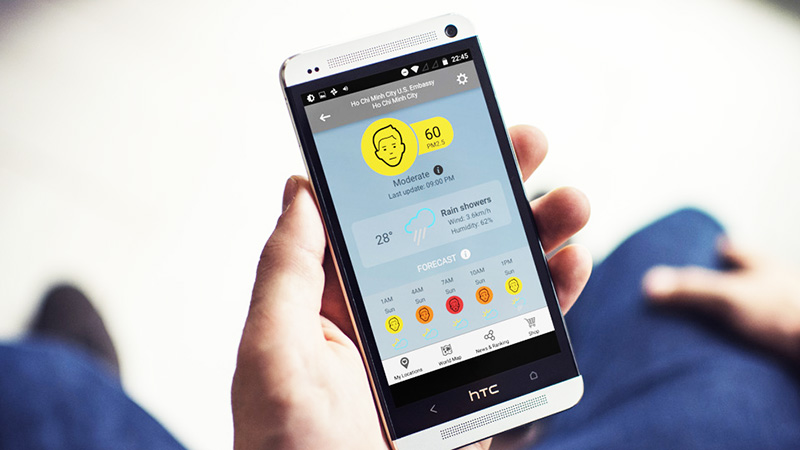 22:45
Ho Chi Minh City U.S. Embassy
Ho Chi Minh City
60
PM2.5
Moderate
Last update: 09:00 PM
28°
Rain showers
Wind: 3.6km/h
Humidity: 62%
FORECAST
1AM 4AM 7AM 10AM 1PM
Sun Sun Sun Sun Sun
My Locations World Map News & Ranking Shop
hTC